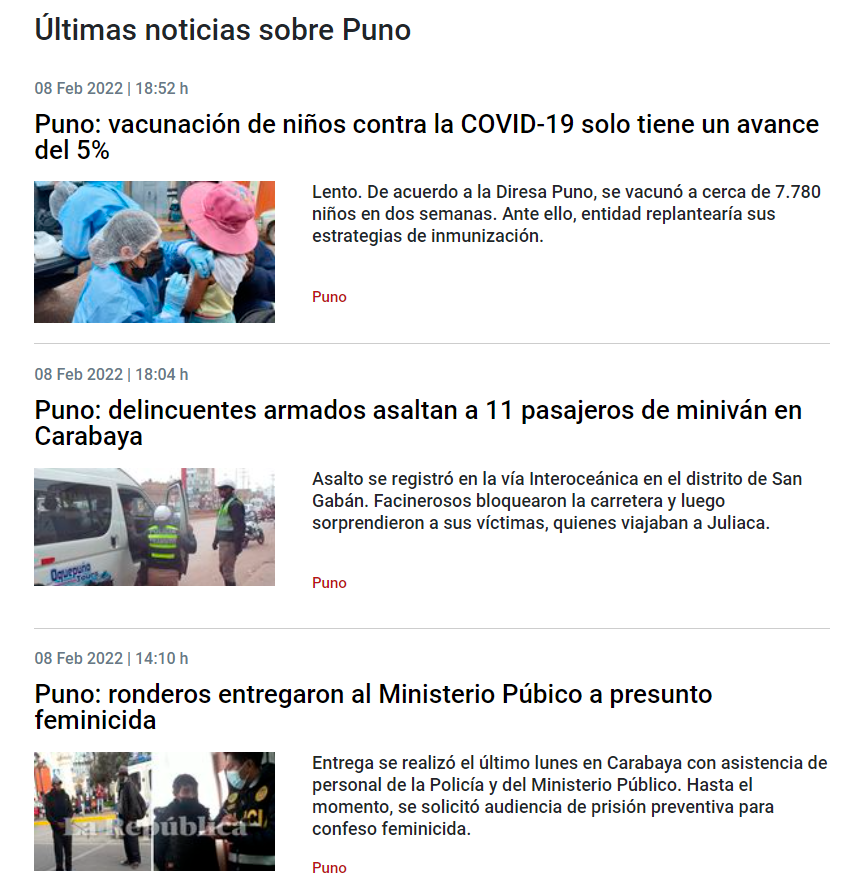 Últimas noticias sobre Puno
08 Feb 2022 | 18:52 h
Puno: vacunación de niños contra la COVID-19 solo tiene un avance
del 5%
Lento. De acuerdo a la Diresa Puno, se vacunó a cerca de 7.780
niños en dos semanas. Ante ello, entidad replantearía sus
estrategias de inmunización.
Puno
08 Feb 2022 | 18:04 h
Puno: delincuentes armados asaltan a 11 pasajeros de miniván en
Carabaya
Oquepuño
Tours
Asalto se registró en la vía Interoceánica en el distrito de San
Gabán. Facinerosos bloquearon la carretera y luego
sorprendieron a sus víctimas, quienes viajaban a Juliaca.
Puno
08 Feb 2022 | 14:10 h
Puno: ronderos entregaron al Ministerio Púbico a presunto
feminicida
La República
Entrega se realizó el último lunes en Carabaya con asistencia de
personal de la Policía y del Ministerio Público. Hasta el
momento, se solicitó audiencia de prisión preventiva para
confeso feminicida.
Puno